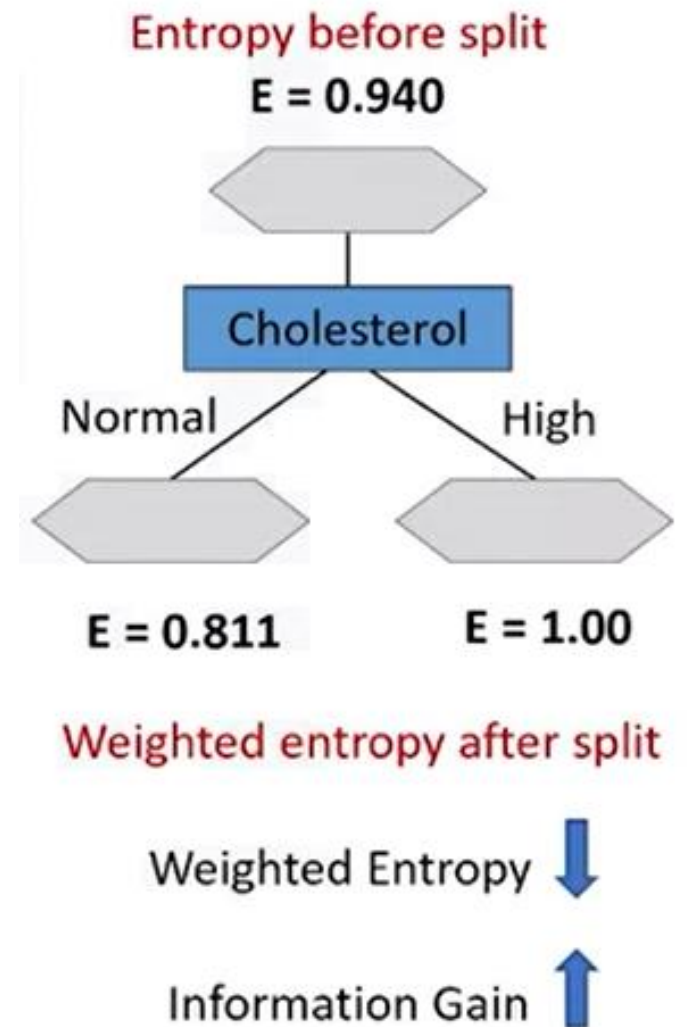 Entropy before split
E = 0.940
Cholesterol
Normal
High
E = 0.811
E = 1.00
Weighted entropy after split
Weighted Entropy
Information Gain